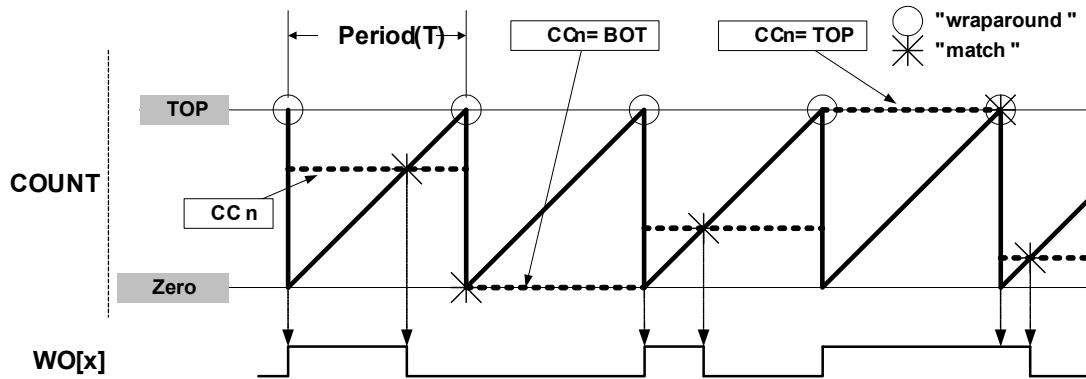 Period(T)
CCn= BOT
CCn= TOP
"wraparound "
"match "
TOP
COUNT
CC n
Zero
WO[x]